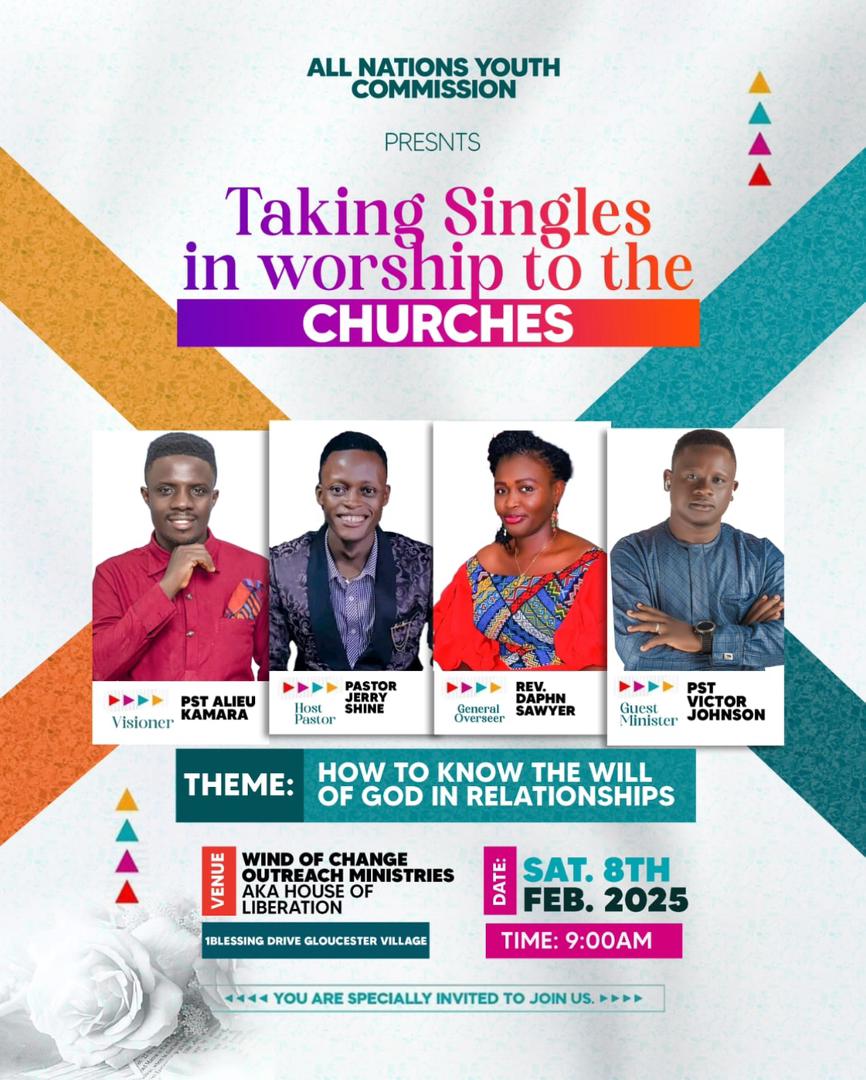 ALL NATIONS YOUTH
COMMISSION
PRESNTS
Taking Singles
in worship to the
CHURCHES
Visioner
PST ALIEU
KAMARA
Host
Pastor
PASTOR
JERRY
SHINE
General
Overseer
REV.
DAPHN
SAWYER
Guest
Minister
PST
VICTOR
JOHNSON
THEME:
HOW TO KNOW THE WILL
OF GOD IN RELATIONSHIPS
VENUE
WIND OF CHANGE
OUTREACH MINISTRIES
AKA HOUSE OF
LIBERATION
1BLESSING DRIVE GLOUCESTER VILLAGE
DATE:
SAT. 8TH
FEB. 2025
TIME: 9:00AM
YOU ARE SPECIALLY INVITED TO JOIN US.